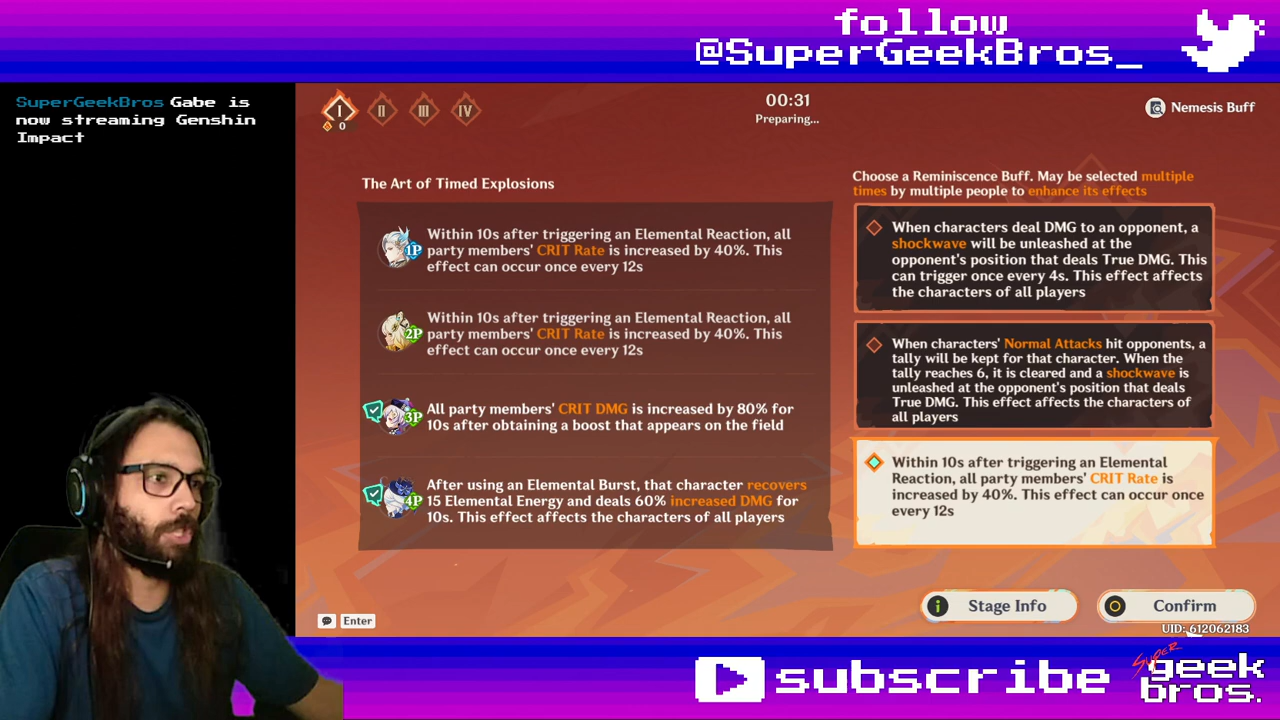 follow
@SuperGeekBros_
SuperGeekBros Gabe is
now streaming Genshin
Impact
I II III IV
0
00:31
Preparing...
Nemesis Buff
The Art of Timed Explosions
1P
Within 10s after triggering an Elemental Reaction, all
party members' CRIT Rate is increased by 40%. This
effect can occur once every 12s
2P
Within 10s after triggering an Elemental Reaction, all
party members' CRIT Rate is increased by 40%. This
effect can occur once every 12s
3P
All party members' CRIT DMG is increased by 80% for
10s after obtaining a boost that appears on the field
4P
After using an Elemental Burst, that character recovers
15 Elemental Energy and deals 60% increased DMG for
10s. This effect affects the characters of all players
Choose a Reminiscence Buff. May be selected multiple
times by multiple people to enhance its effects
When characters deal DMG to an opponent, a
shockwave will be unleashed at the
opponent's position that deals True DMG. This
can trigger once every 4s. This effect affects
the characters of all players
When characters' Normal Attacks hit opponents, a
tally will be kept for that character. When the
tally reaches 6, it is cleared and a shockwave is
unleashed at the opponent's position that deals
True DMG. This effect affects the characters of
all players
Within 10s after triggering an Elemental
Reaction, all party members' CRIT Rate is
increased by 40%. This effect can occur once
every 12s
Enter
Stage Info
Confirm
UID: 612062183
subscribe
SUPER
geek
bros.